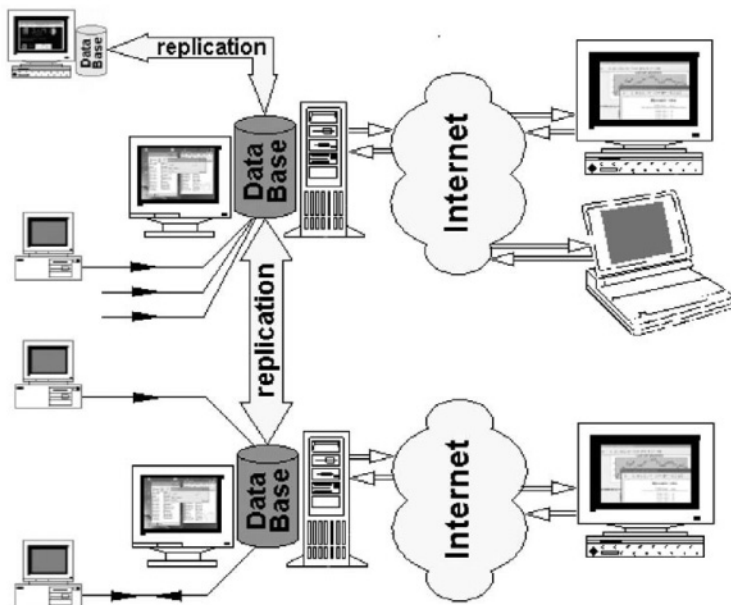 replication
Data
Base
Data
Base
Internet
replication
Data
Base
Internet